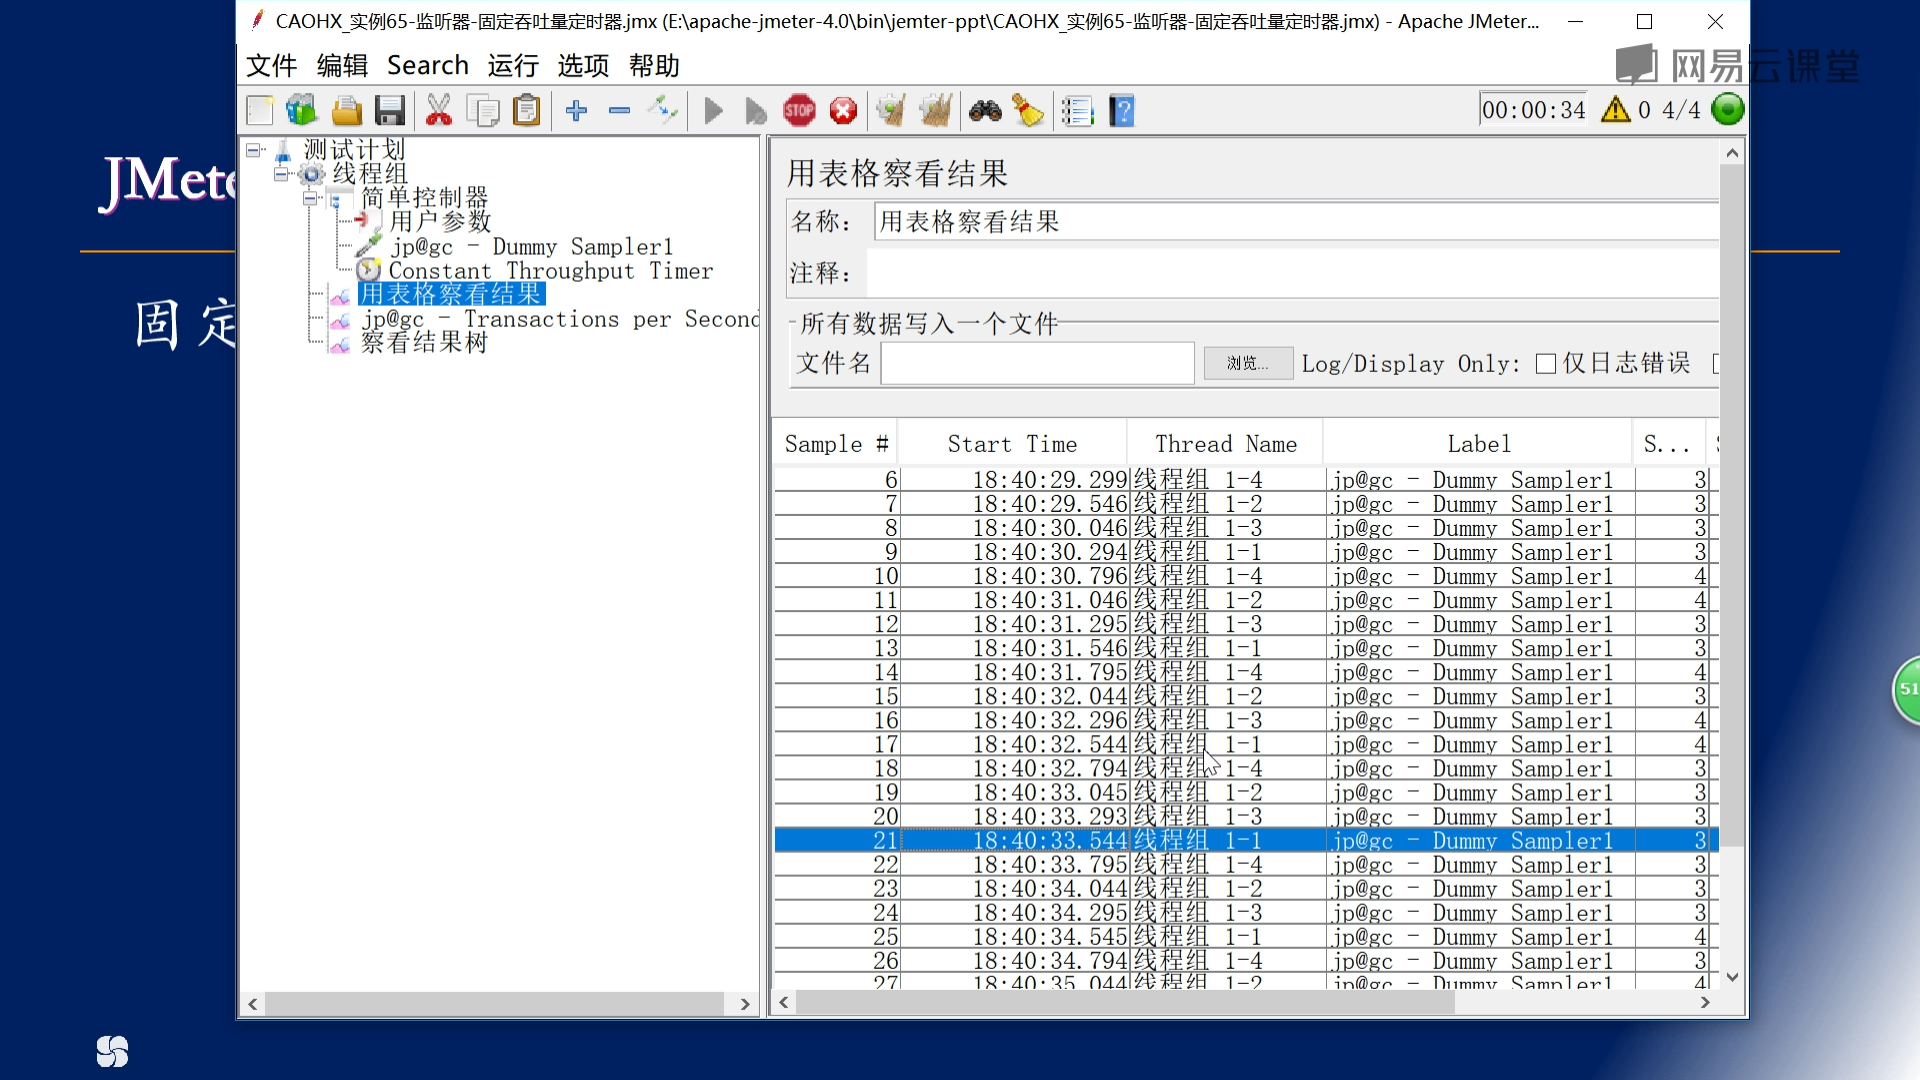 CAOHX_实例65-监听器-固定吞吐量定时器.jmx (E:\apache-jmeter-4.0\bin\jemter-ppt\CAOHX_实例65-监听器-固定吞吐量定时器.jmx) - Apache JMeter...
文件 编辑 Search 运行 选项 帮助
网易云课堂
STOP
00:00:34 0 4/4
JMete
固定
测试计划
线程组
简单控制器
用户参数
jp@gc - Dummy Sampler1
Constant Throughput Timer
用表格察看结果
jp@gc - Transactions per Second
察看结果树
用表格察看结果
名称: 用表格察看结果
注释:
所有数据写入一个文件
文件名 浏览... Log/Display Only: 仅日志错误
Sample # Start Time Thread Name Label S...
6 18:40:29.299 线程组 1-4 jp@gc - Dummy Sampler1 3
7 18:40:29.546 线程组 1-2 jp@gc - Dummy Sampler1 3
8 18:40:30.046 线程组 1-3 jp@gc - Dummy Sampler1 3
9 18:40:30.294 线程组 1-1 jp@gc - Dummy Sampler1 3
10 18:40:30.796 线程组 1-4 jp@gc - Dummy Sampler1 4
11 18:40:31.046 线程组 1-2 jp@gc - Dummy Sampler1 4
12 18:40:31.295 线程组 1-3 jp@gc - Dummy Sampler1 3
13 18:40:31.546 线程组 1-1 jp@gc - Dummy Sampler1 3
14 18:40:31.795 线程组 1-4 jp@gc - Dummy Sampler1 4
15 18:40:32.044 线程组 1-2 jp@gc - Dummy Sampler1 3
16 18:40:32.296 线程组 1-3 jp@gc - Dummy Sampler1 4
17 18:40:32.544 线程组 1-1 jp@gc - Dummy Sampler1 4
18 18:40:32.794 线程组 1-4 jp@gc - Dummy Sampler1 3
19 18:40:33.045 线程组 1-2 jp@gc - Dummy Sampler1 3
20 18:40:33.293 线程组 1-3 jp@gc - Dummy Sampler1 3
21 18:40:33.544 线程组 1-1 jp@gc - Dummy Sampler1 3
22 18:40:33.795 线程组 1-4 jp@gc - Dummy Sampler1 3
23 18:40:34.044 线程组 1-2 jp@gc - Dummy Sampler1 3
24 18:40:34.295 线程组 1-3 jp@gc - Dummy Sampler1 3
25 18:40:34.545 线程组 1-1 jp@gc - Dummy Sampler1 4
26 18:40:34.794 线程组 1-4 jp@gc - Dummy Sampler1 3
27 18:40:35.044 线程组 1-2 jp@gc - Dummy Sampler1 4
51